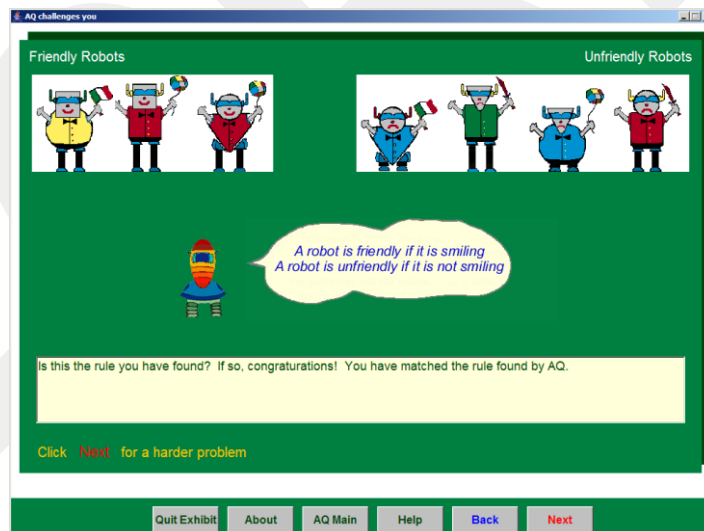 AQ challenges you
Friendly Robots
Unfriendly Robots
A robot is friendly if it is smiling
A robot is unfriendly if it is not smiling
Is this the rule you have found?  If so, congraturations!  You have matched the rule found by AQ.
Click Next for a harder problem
Quit Exhibit
About
AQ Main
Help
Back
Next